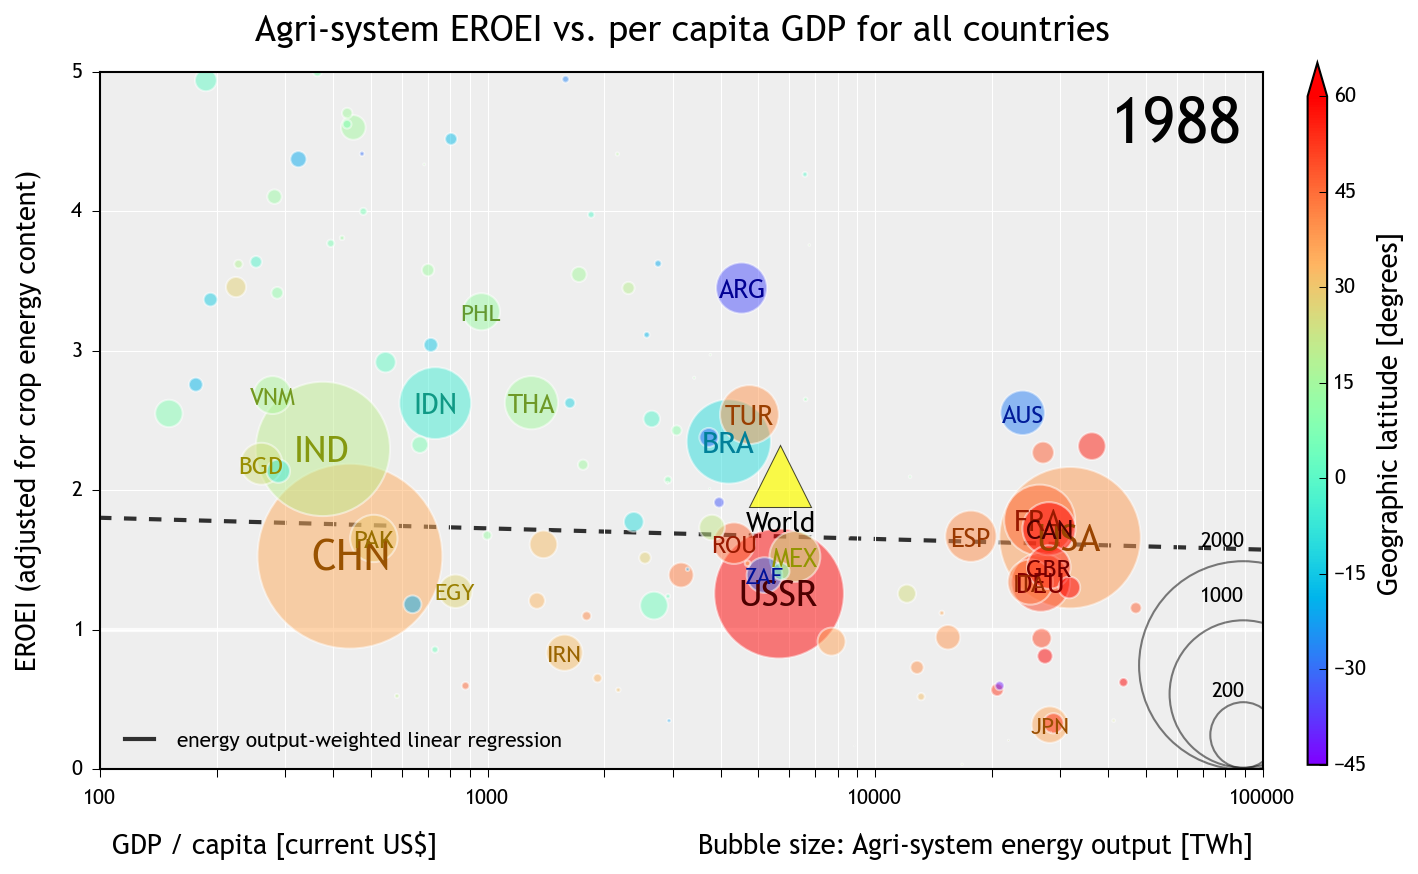 Agri-system EROEI vs. per capita GDP for all countries
1988
EROEI (adjusted for crop energy content)
5
4
3
2
1
0
100
1000
10000
100000
GDP / capita [current US$]
Bubble size: Agri-system energy output [TWh]
energy output-weighted linear regression
ARG
PHL
VNM
IDN
THA
TUR
BRA
AUS
IND
BGD
World
PAK
CHN
ROU
MEX
ESP
FRA
CAN
USA
ZAF
USSR
GBR
DEU
EGY
IRN
JPN
2000
1000
200
60
45
30
15
0
−15
−30
−45
Geographic latitude [degrees]